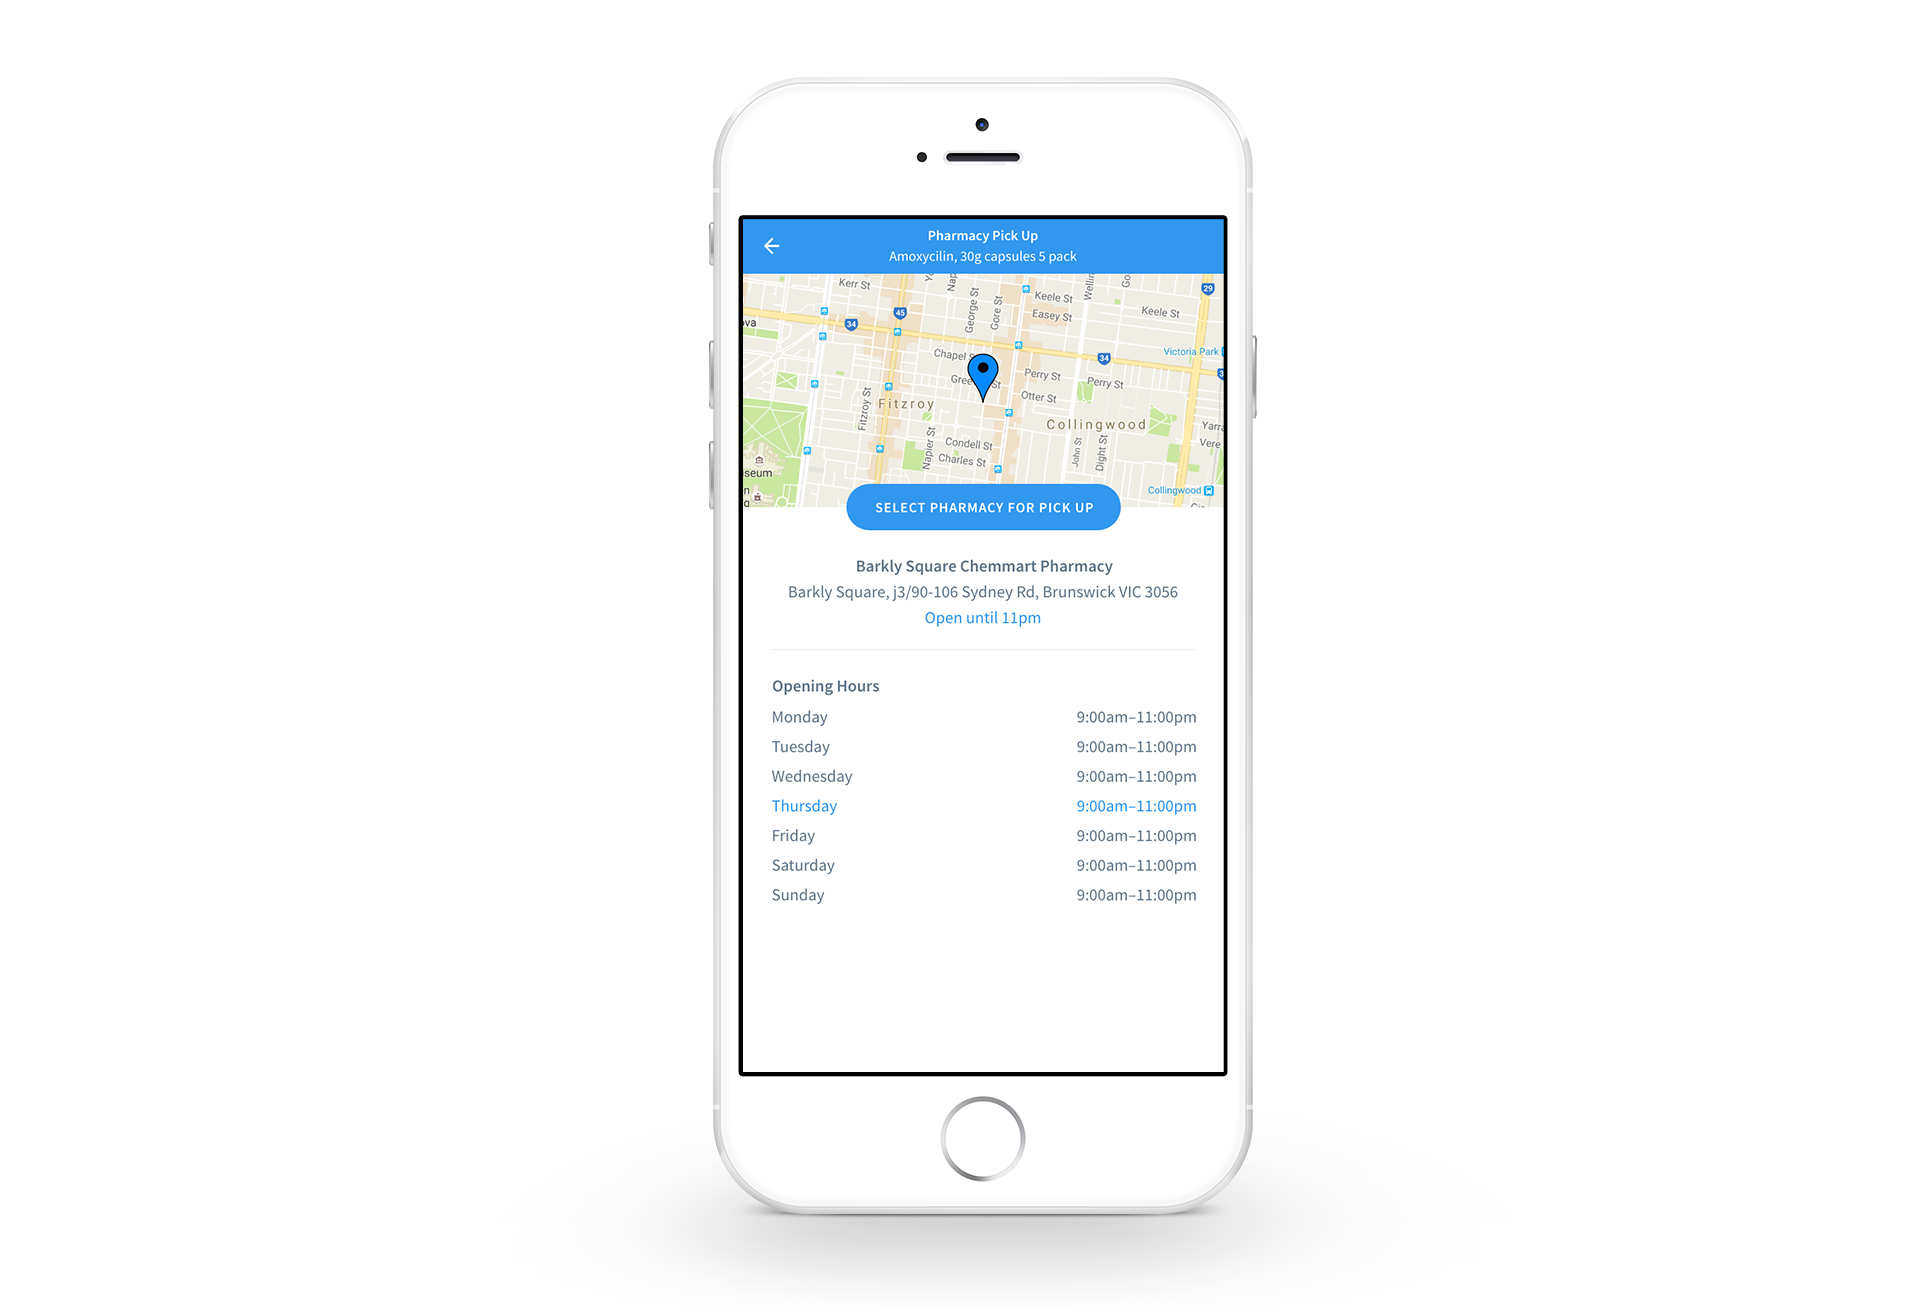 Pharmacy Pick Up
Amoxycilin, 30g capsules 5 pack
Kerr St
George St
Gore St
Keele St
Easy St
Keele St
29
45
34
Chapel
34
Victoria Park
Perry St
Perry St
Otter St
Fitzroy St
Fitzroy
Collingwood
Napier St
Condell St
Charles St
John St
Dight St
Collingwood
SELECT PHARMACY FOR PICK UP
Barkly Square Chemmart Pharmacy
Barkly Square, j3/90-106 Sydney Rd, Brunswick VIC 3056
Open until 11pm
Opening Hours
Monday 9:00am–11:00pm
Tuesday 9:00am–11:00pm
Wednesday 9:00am–11:00pm
Thursday 9:00am–11:00pm
Friday 9:00am–11:00pm
Saturday 9:00am–11:00pm
Sunday 9:00am–11:00pm